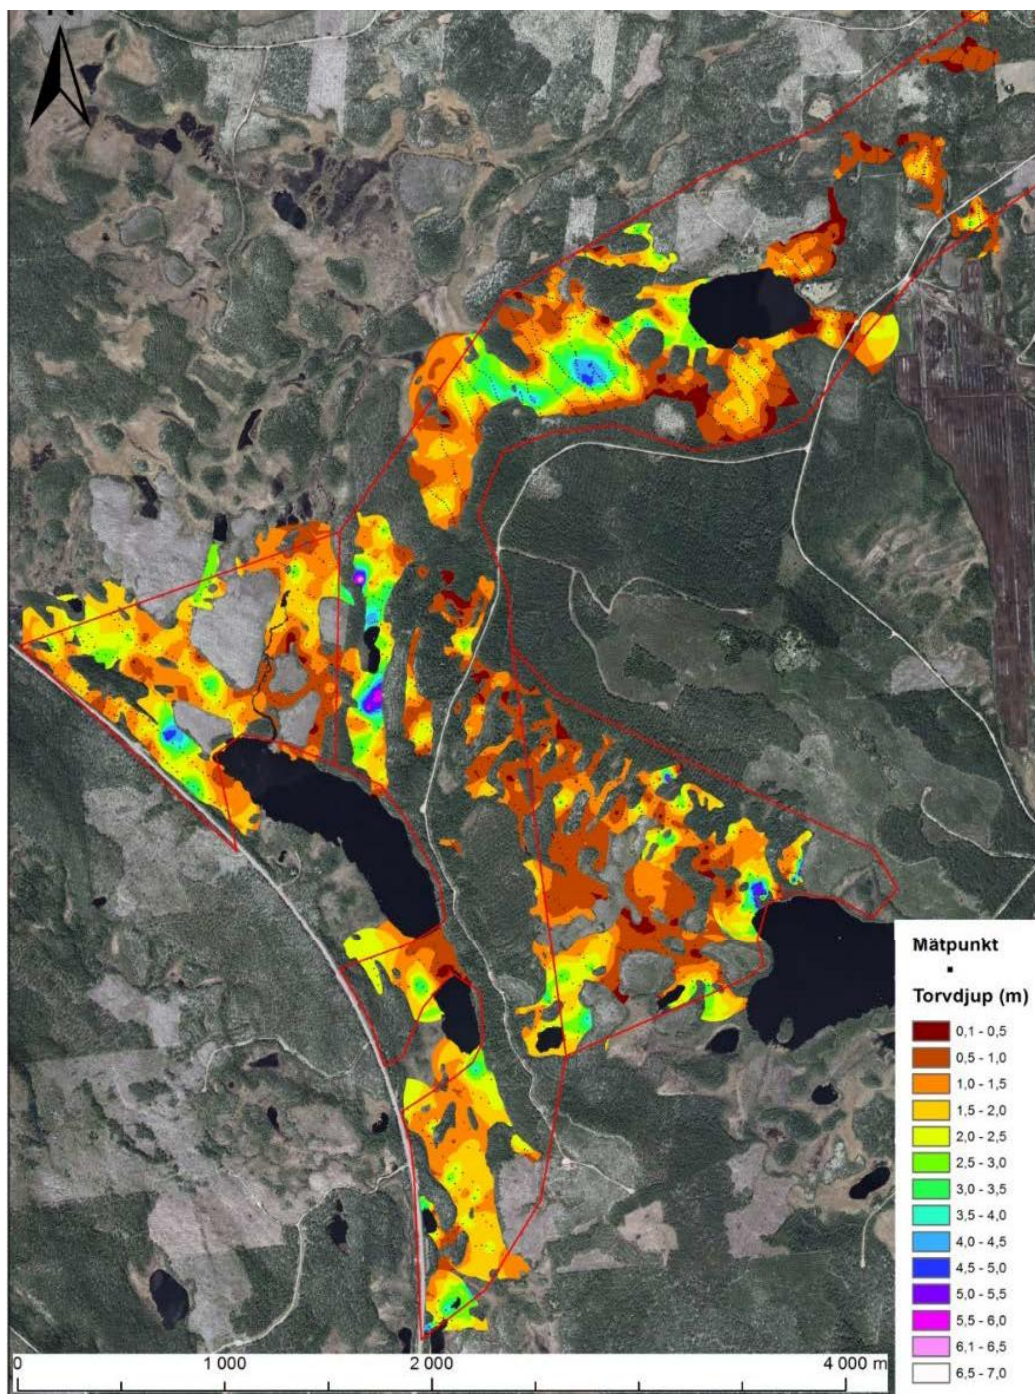 N
Mätpunkt
Torvdjup (m)
0,1 - 0,5
0,5 - 1,0
1,0 - 1,5
1,5 - 2,0
2,0 - 2,5
2,5 - 3,0
3,0 - 3,5
3,5 - 4,0
4,0 - 4,5
4,5 - 5,0
5,0 - 5,5
5,5 - 6,0
6,1 - 6,5
6,5 - 7,0
0 1 000 2 000 4 000 m